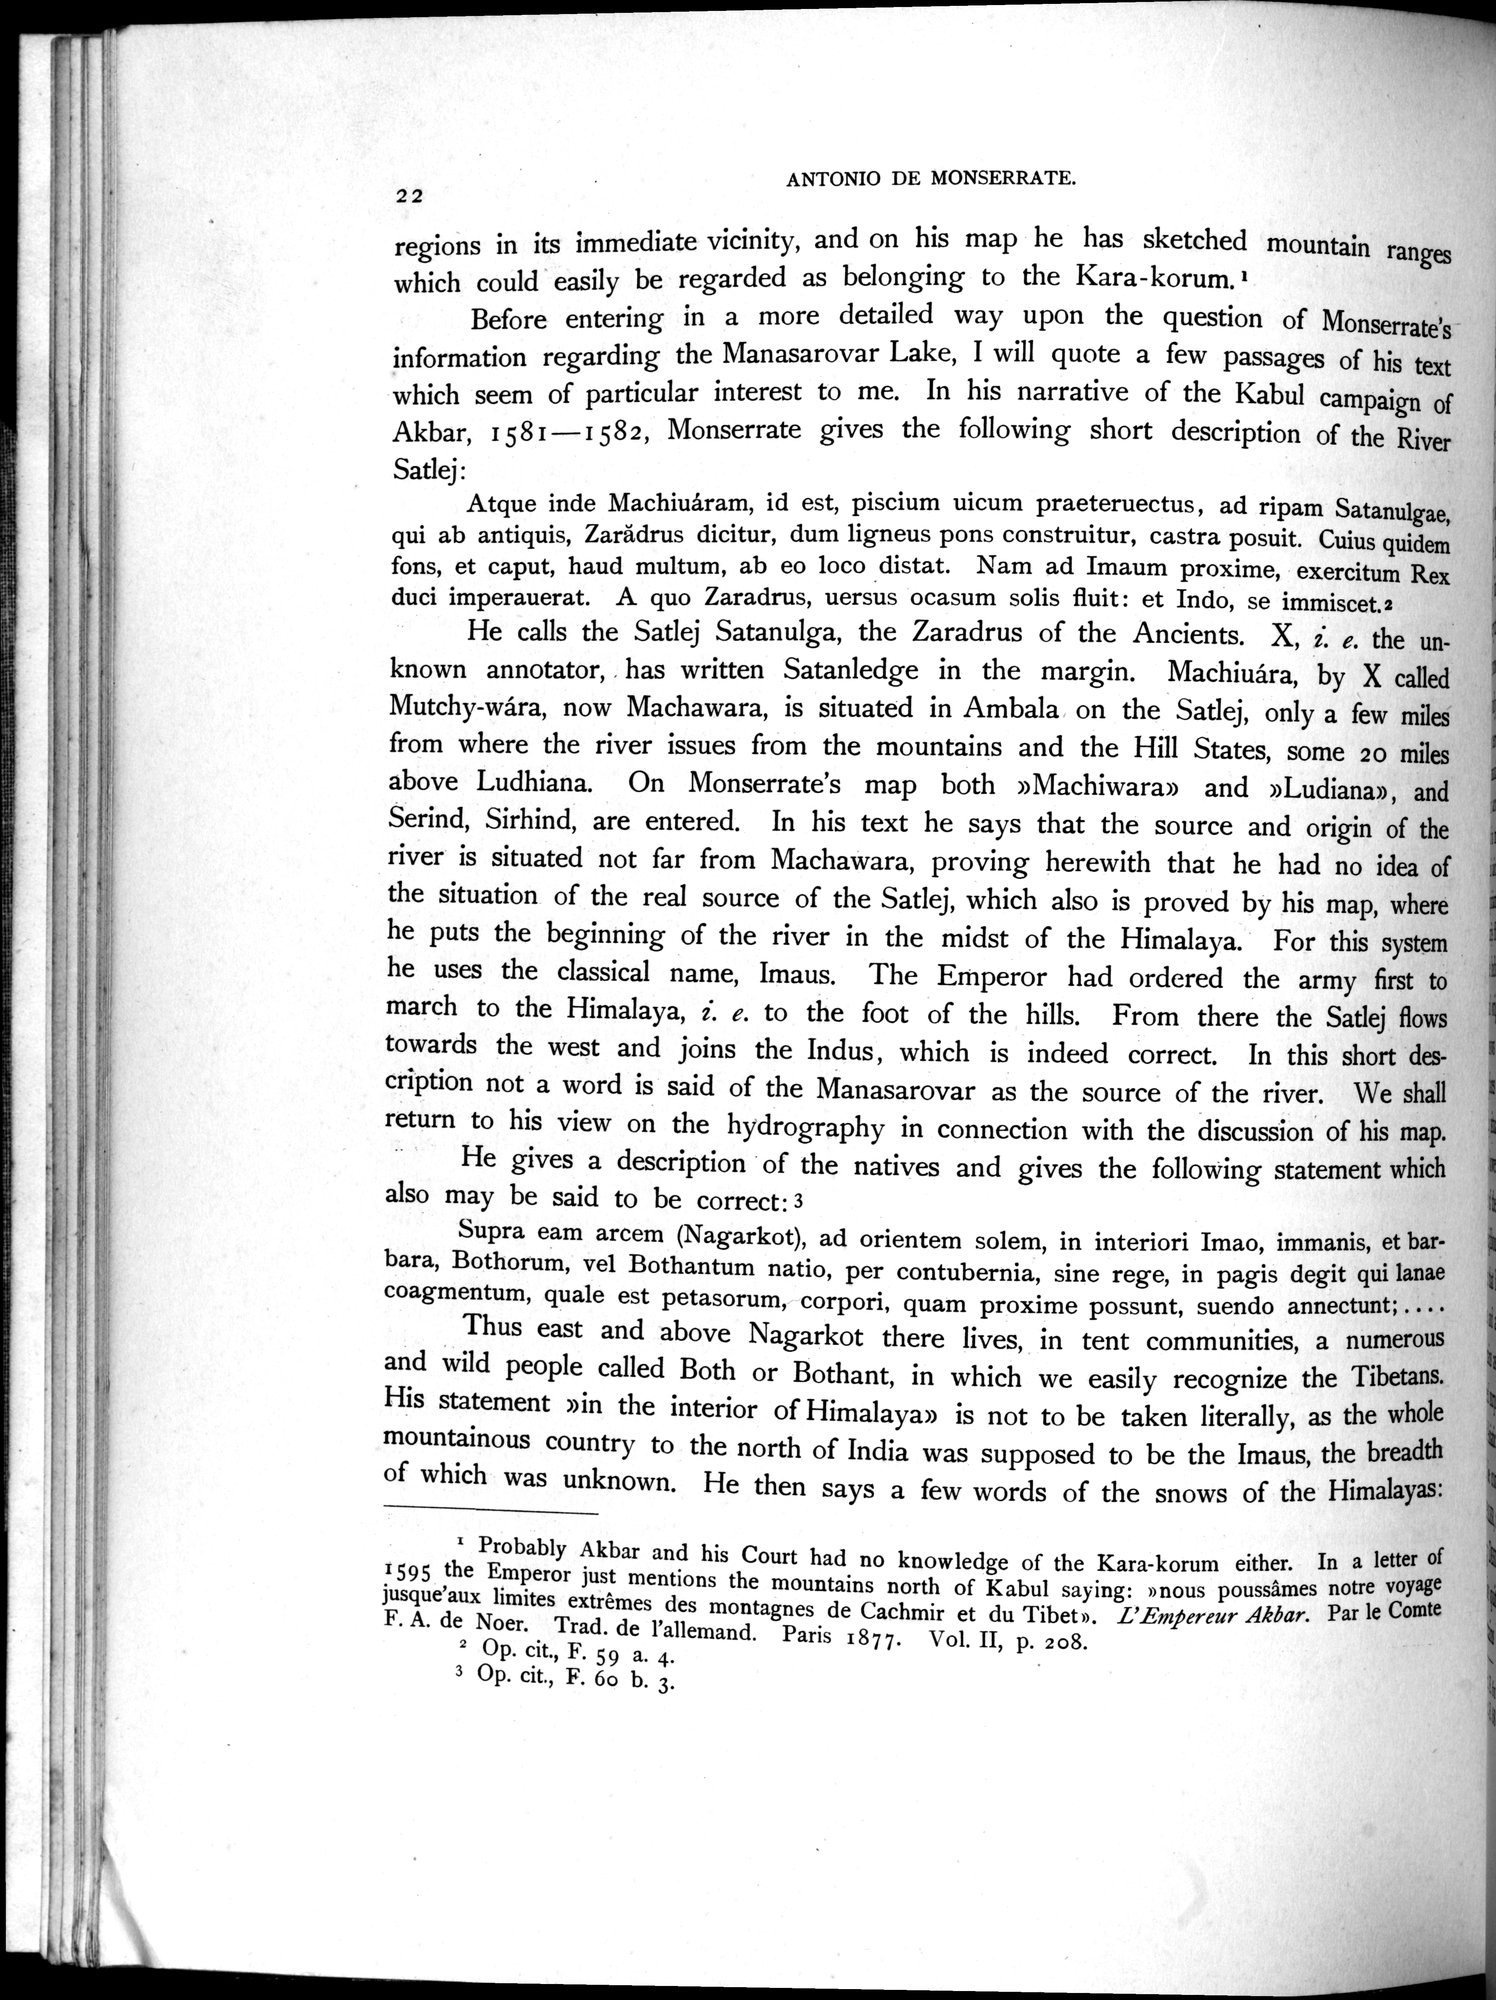 22
ANTONIO DE MONSERRATE.
regions in its immediate vicinity, and on his map he has sketched mountain ranges
which could easily be regarded as belonging to the Kara-korum.¹
Before entering in a more detailed way upon the question of Monserrate's
information regarding the Manasarovar Lake, I will quote a few passages of his text
which seem of particular interest to me. In his narrative of the Kabul campaign of
Akbar, 1581—1582, Monserrate gives the following short description of the River
Satlej:
Atque inde Machiuáram, id est, piscium uicum praeteruectus, ad ripam Satanulgae,
qui ab antiquis, Zarădrus dicitur, dum ligneus pons construitur, castra posuit. Cuius quidem
fons, et caput, haud multum, ab eo loco distat. Nam ad Imaum proxime, exercitum Rex
duci imperauerat. A quo Zaradrus, uersus ocasum solis fluit: et Indo, se immiscet.²
He calls the Satlej Satanulga, the Zaradrus of the Ancients. X, i. e. the un-
known annotator, has written Satanledge in the margin. Machiuára, by X called
Mutchy-wára, now Machawara, is situated in Ambala on the Satlej, only a few miles
from where the river issues from the mountains and the Hill States, some 20 miles
above Ludhiana. On Monserrate's map both »Machiwara» and »Ludiana», and
Serind, Sirhind, are entered. In his text he says that the source and origin of the
river is situated not far from Machawara, proving herewith that he had no idea of
the situation of the real source of the Satlej, which also is proved by his map, where
he puts the beginning of the river in the midst of the Himalaya. For this system
he uses the classical name, Imaus. The Emperor had ordered the army first to
march to the Himalaya, i. e. to the foot of the hills. From there the Satlej flows
towards the west and joins the Indus, which is indeed correct. In this short des-
cription not a word is said of the Manasarovar as the source of the river. We shall
return to his view on the hydrography in connection with the discussion of his map.
He gives a description of the natives and gives the following statement which
also may be said to be correct:³
Supra eam arcem (Nagarkot), ad orientem solem, in interiori Imao, immanis, et bar-
bara, Bothorum, vel Bothantum natio, per contubernia, sine rege, in pagis degit qui lanae
coagmentum, quale est petasorum, corpori, quam proxime possunt, suendo annectunt;....
Thus east and above Nagarkot there lives, in tent communities, a numerous
and wild people called Both or Bothant, in which we easily recognize the Tibetans.
His statement »in the interior of Himalaya» is not to be taken literally, as the whole
mountainous country to the north of India was supposed to be the Imaus, the breadth
of which was unknown. He then says a few words of the snows of the Himalayas:
¹ Probably Akbar and his Court had no knowledge of the Kara-korum either. In a letter of
1595 the Emperor just mentions the mountains north of Kabul saying: »nous poussâmes notre voyage
jusque'aux limites extrêmes des montagnes de Cachmir et du Tibet». L'Empereur Akbar. Par le Comte
F. A. de Noer. Trad. de l'allemand. Paris 1877. Vol. II, p. 208.
² Op. cit., F. 59 a. 4.
³ Op. cit., F. 60 b. 3.